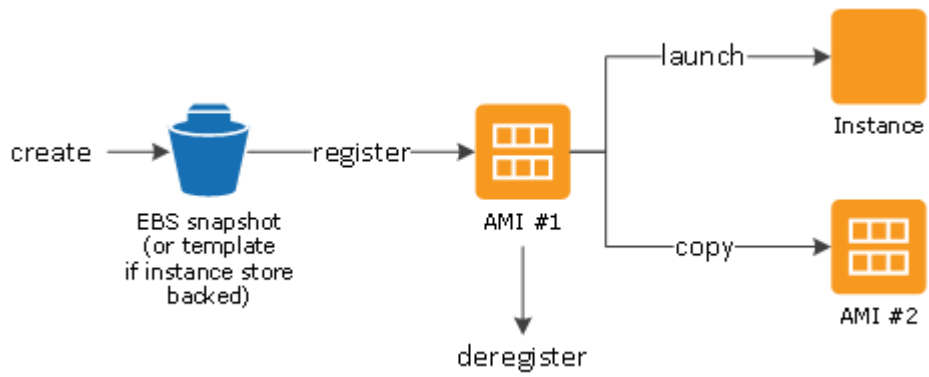 launch
Instance
create
register
EBS snapshot
(or template
if instance store
backed)
AMI #1
copy
AMI #2
deregister